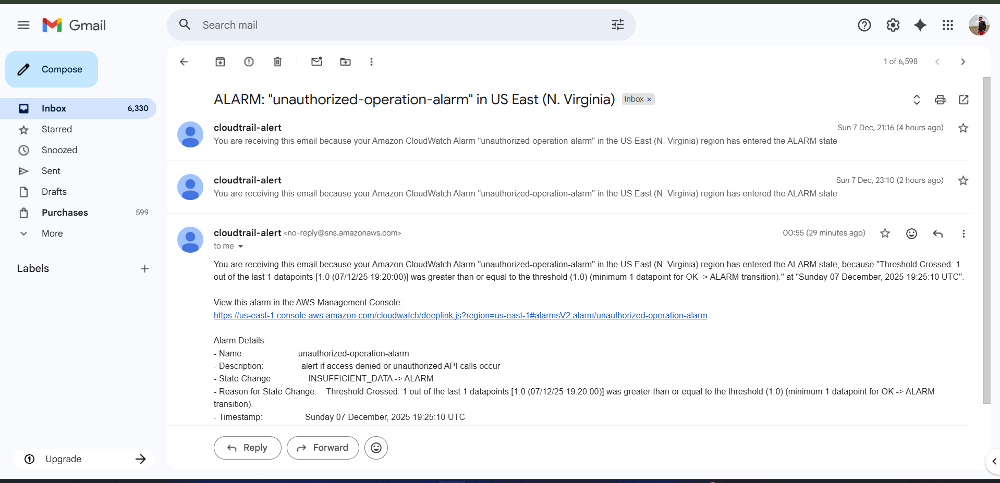 Gmail
Search mail
Compose
1 of 6,598
Inbox 6,330
Starred
Snoozed
Sent
Drafts
Purchases 599
More
Labels
Upgrade
ALARM: "unauthorized-operation-alarm" in US East (N. Virginia) Inbox x
cloudtrail-alert Sun 7 Dec, 21:16 (4 hours ago)
You are receiving this email because your Amazon CloudWatch Alarm "unauthorized-operation-alarm" in the US East (N. Virginia) region has entered the ALARM state
cloudtrail-alert Sun 7 Dec, 23:10 (2 hours ago)
You are receiving this email because your Amazon CloudWatch Alarm "unauthorized-operation-alarm" in the US East (N. Virginia) region has entered the ALARM state
cloudtrail-alert <no-reply@sns.amazonaws.com> 00:55 (29 minutes ago)
to me
You are receiving this email because your Amazon CloudWatch Alarm "unauthorized-operation-alarm" in the US East (N. Virginia) region has entered the ALARM state, because "Threshold Crossed: 1
out of the last 1 datapoints [1.0 (07/12/25 19:20:00)] was greater than or equal to the threshold (1.0) (minimum 1 datapoint for OK -> ALARM transition)." at "Sunday 07 December, 2025 19:25:10 UTC".
View this alarm in the AWS Management Console:
https://us-east-1.console.aws.amazon.com/cloudwatch/deeplink.js?region=us-east-1#alarmsV2:alarm/unauthorized-operation-alarm
Alarm Details:
- Name: unauthorized-operation-alarm
- Description: alert if access denied or unauthorized API calls occur
- State Change: INSUFFICIENT_DATA -> ALARM
- Reason for State Change: Threshold Crossed: 1 out of the last 1 datapoints [1.0 (07/12/25 19:20:00)] was greater than or equal to the threshold (1.0) (minimum 1 datapoint for OK -> ALARM
transition).
- Timestamp: Sunday 07 December, 2025 19:25:10 UTC
Reply
Forward